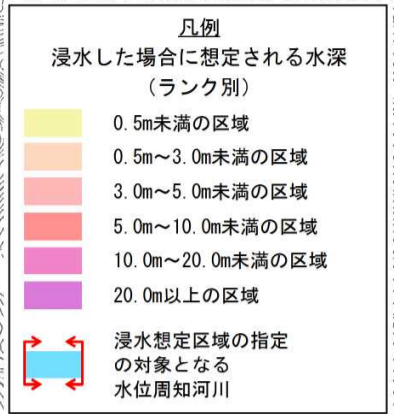 凡例
浸水した場合に想定される水深
(ランク別)
0.5m未満の区域
0.5m～3.0m未満の区域
3.0m～5.0m未満の区域
5.0m～10.0m未満の区域
10.0m～20.0m未満の区域
20.0m以上の区域
浸水想定区域の指定
の対象となる
水位周知河川